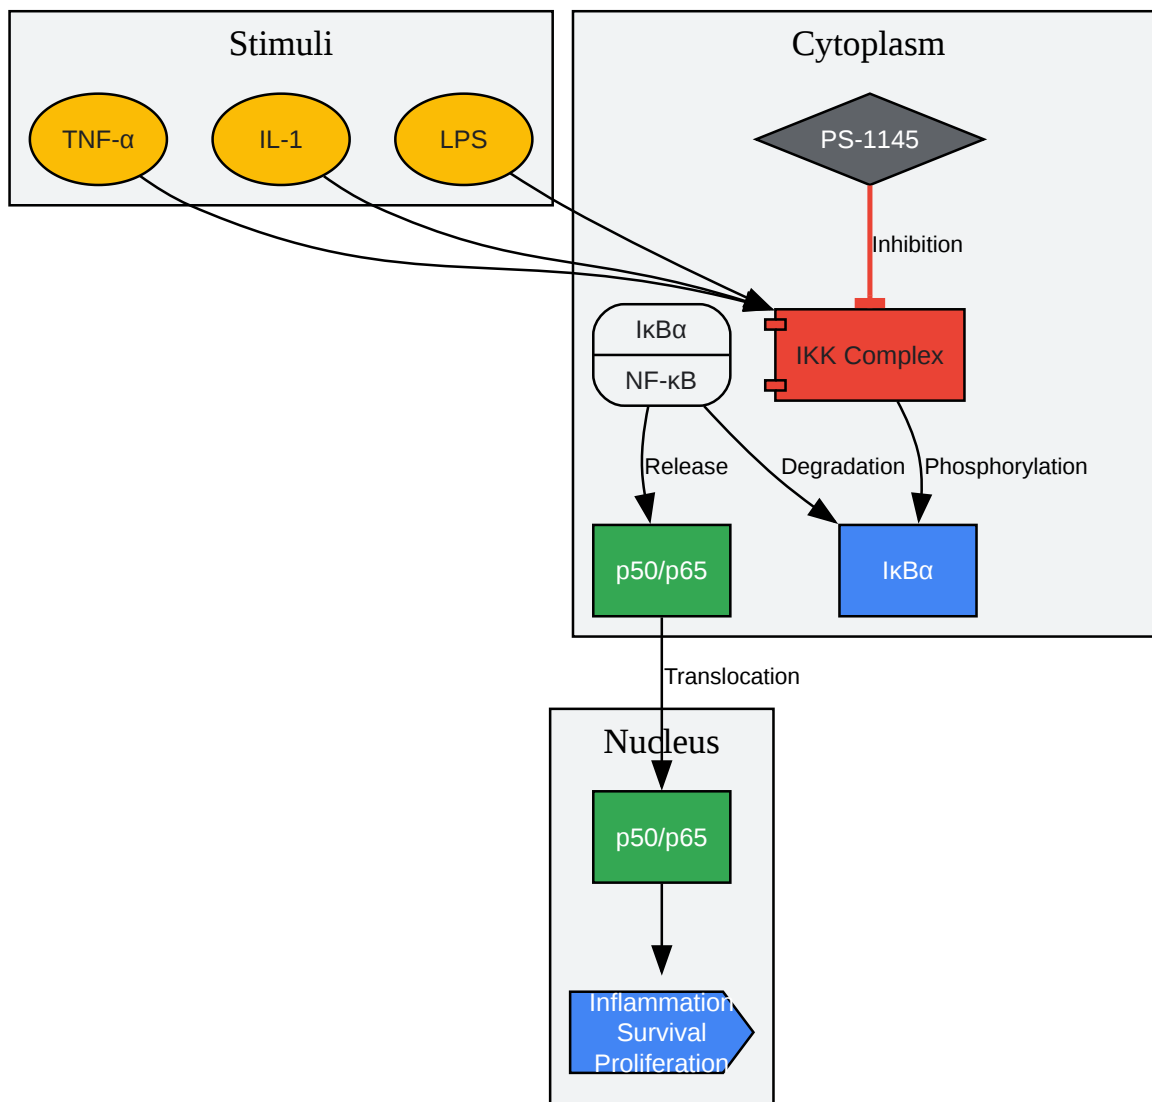 Stimuli
Cytoplasm
TNF-α
IL-1
LPS
PS-1145
Inhibition
IκBα
NF-κB
IKK Complex
Release
Degradation
Phosphorylation
p50/p65
IκBα
Translocation
Nucleus
p50/p65
Inflammation
Survival
Proliferation